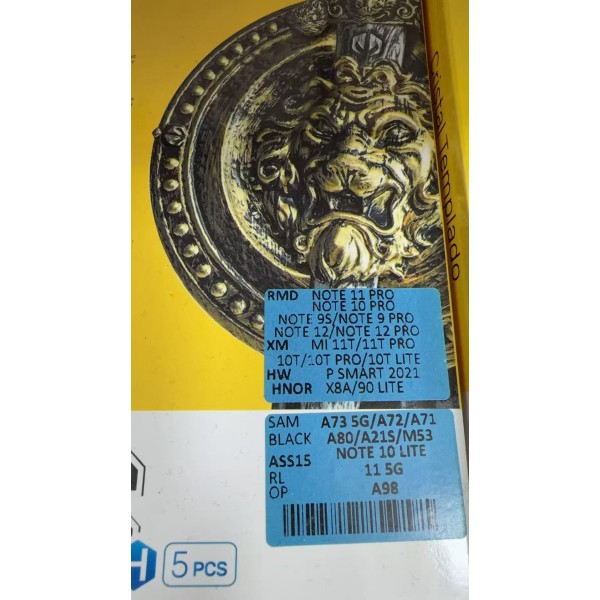 Cristal Templado
RMD NOTE 11 PRO
NOTE 10 PRO
NOTE 9S/NOTE 9 PRO
NOTE 12/NOTE 12 PRO
XM MI 11T/11T PRO
10T/10T PRO/10T LITE
HW P SMART 2021
HNOR X8A/90 LITE
SAM A73 5G/A72/A71
BLACK A80/A21S/M53
NOTE 10 LITE
ASS15
RL 11 5G
OP A98
H 5 PCS